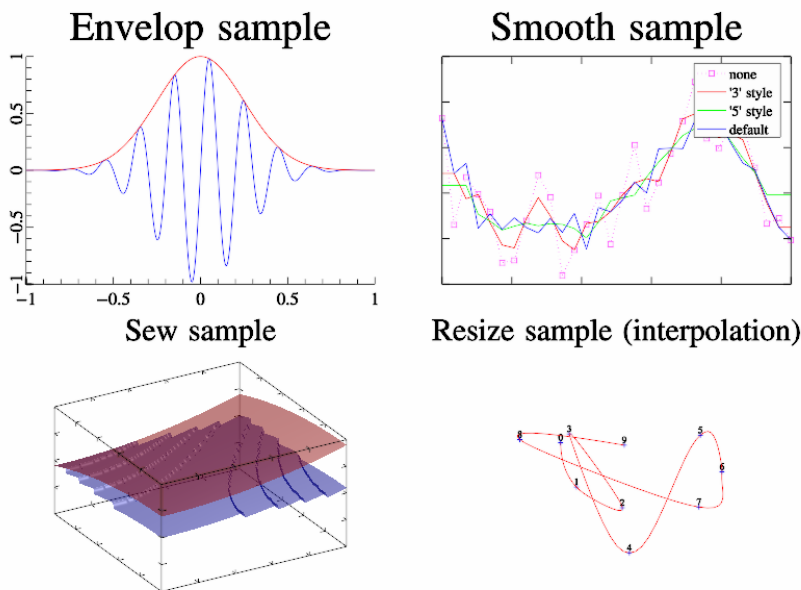 Envelop sample
Smooth sample
1
0.5
0
−0.5
−1
−1
−0.5
0
0.5
1
none
'3' style
'5' style
default
Sew sample
Resize sample (interpolation)
8
0
3
9
5
1
2
6
7
4